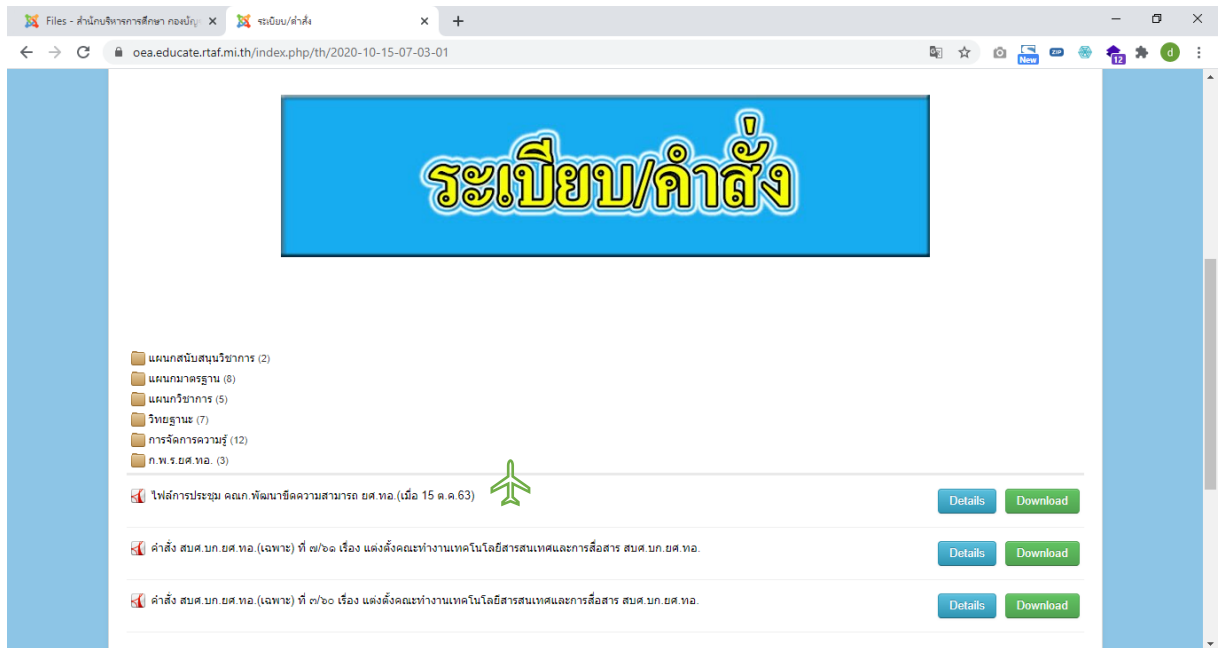 Files - สำนักบริหารการศึกษา กองบัญ
ระเบียบ/คำสั่ง
oea.educate.rtaf.mi.th/index.php/th/2020-10-15-07-03-01
New
ZIP
12
d
ระเบียบ/คำสั่ง
แผนกสนับสนุนวิชาการ (2)
แผนกมาตรฐาน (8)
แผนกวิชาการ (5)
วิทยฐานะ (7)
การจัดการความรู้ (12)
ก.พ.ร.ยศ.ทอ. (3)
ไฟล์การประชุม คณก.พัฒนาขีดความสามารถ ยศ.ทอ.(เมื่อ 15 ต.ค.63)
Details Download
คำสั่ง สบศ.บก.ยศ.ทอ.(เฉพาะ) ที่ ๗/๖๑ เรื่อง แต่งตั้งคณะทำงานเทคโนโลยีสารสนเทศและการสื่อสาร สบศ.บก.ยศ.ทอ.
Details Download
คำสั่ง สบศ.บก.ยศ.ทอ.(เฉพาะ) ที่ ๓/๖๐ เรื่อง แต่งตั้งคณะทำงานเทคโนโลยีสารสนเทศและการสื่อสาร สบศ.บก.ยศ.ทอ.
Details Download